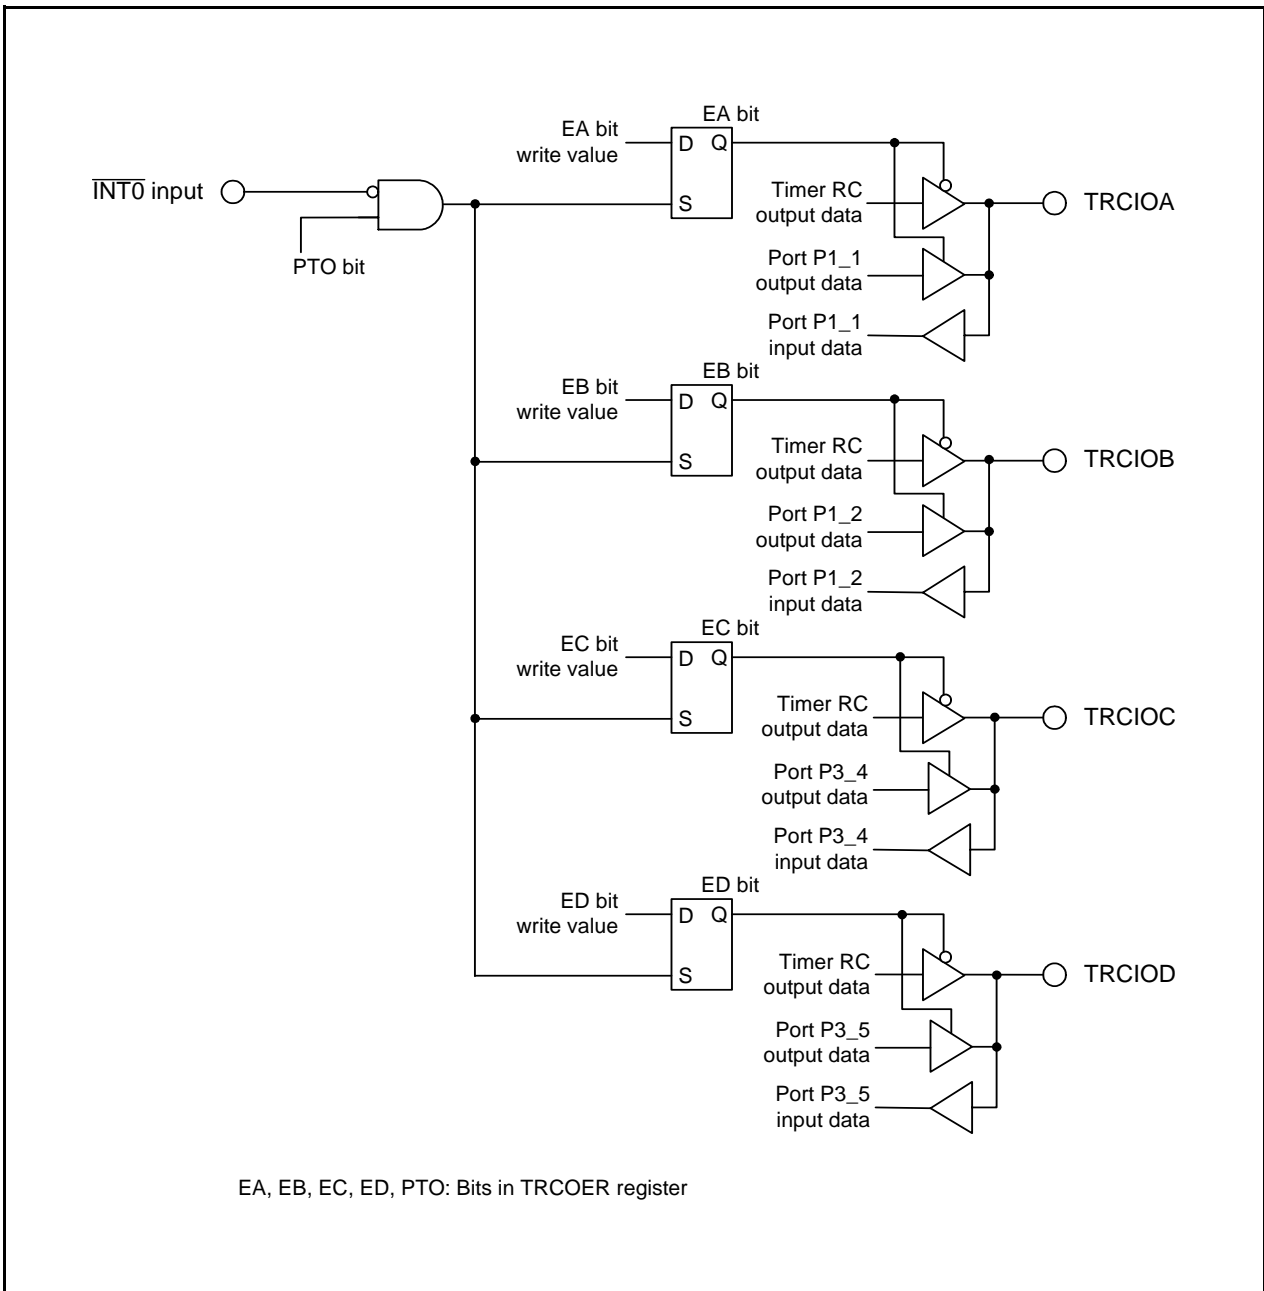 EA bit
EA bit
write value
D Q
S
INT0 input
PTO bit
Timer RC
output data
TRCIOA
Port P1_1
output data
Port P1_1
input data
EB bit
EB bit
write value
D Q
S
Timer RC
output data
TRCIOB
Port P1_2
output data
Port P1_2
input data
EC bit
EC bit
write value
D Q
S
Timer RC
output data
TRCIOC
Port P3_4
output data
Port P3_4
input data
ED bit
ED bit
write value
D Q
S
Timer RC
output data
TRCIOD
Port P3_5
output data
Port P3_5
input data
EA, EB, EC, ED, PTO: Bits in TRCOER register